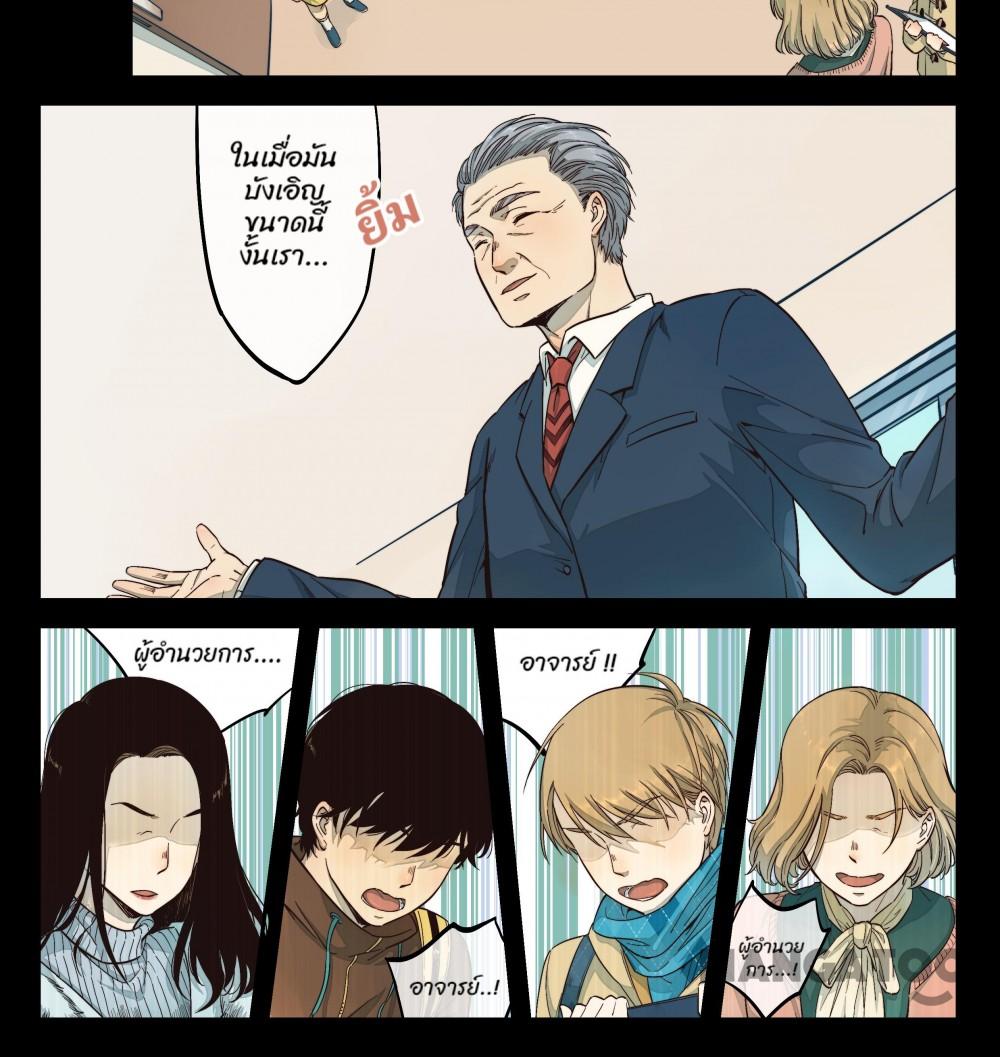 ในเมื่อมัน
บังเอิญ
ขนาดนี้
งั้นเรา...
ยิ้ม
ผู้อำนวยการ....
อาจารย์ !!
อาจารย์..!
ผู้อำนวย
การ...!
MANGATOON